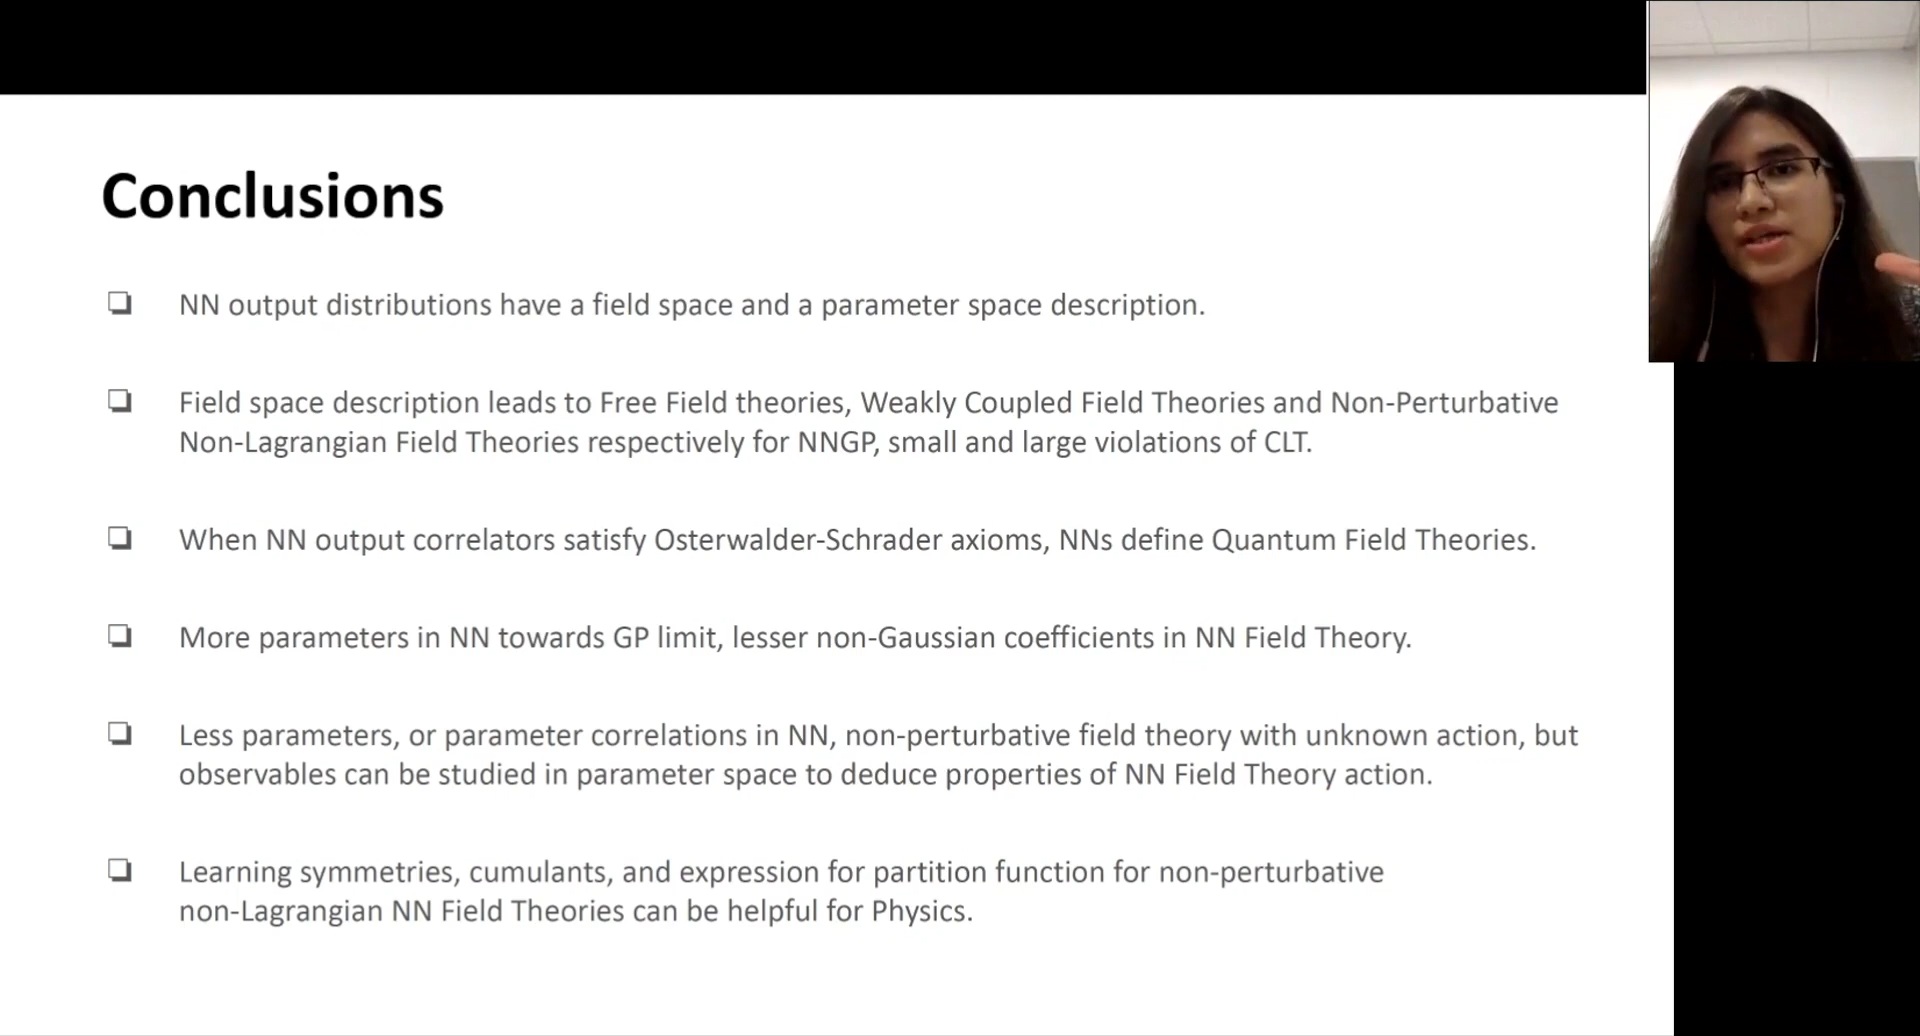 Conclusions
NN output distributions have a field space and a parameter space description.
Field space description leads to Free Field theories, Weakly Coupled Field Theories and Non-Perturbative
Non-Lagrangian Field Theories respectively for NNGP, small and large violations of CLT.
When NN output correlators satisfy Osterwalder-Schrader axioms, NNs define Quantum Field Theories.
More parameters in NN towards GP limit, lesser non-Gaussian coefficients in NN Field Theory.
Less parameters, or parameter correlations in NN, non-perturbative field theory with unknown action, but
observables can be studied in parameter space to deduce properties of NN Field Theory action.
Learning symmetries, cumulants, and expression for partition function for non-perturbative
non-Lagrangian NN Field Theories can be helpful for Physics.